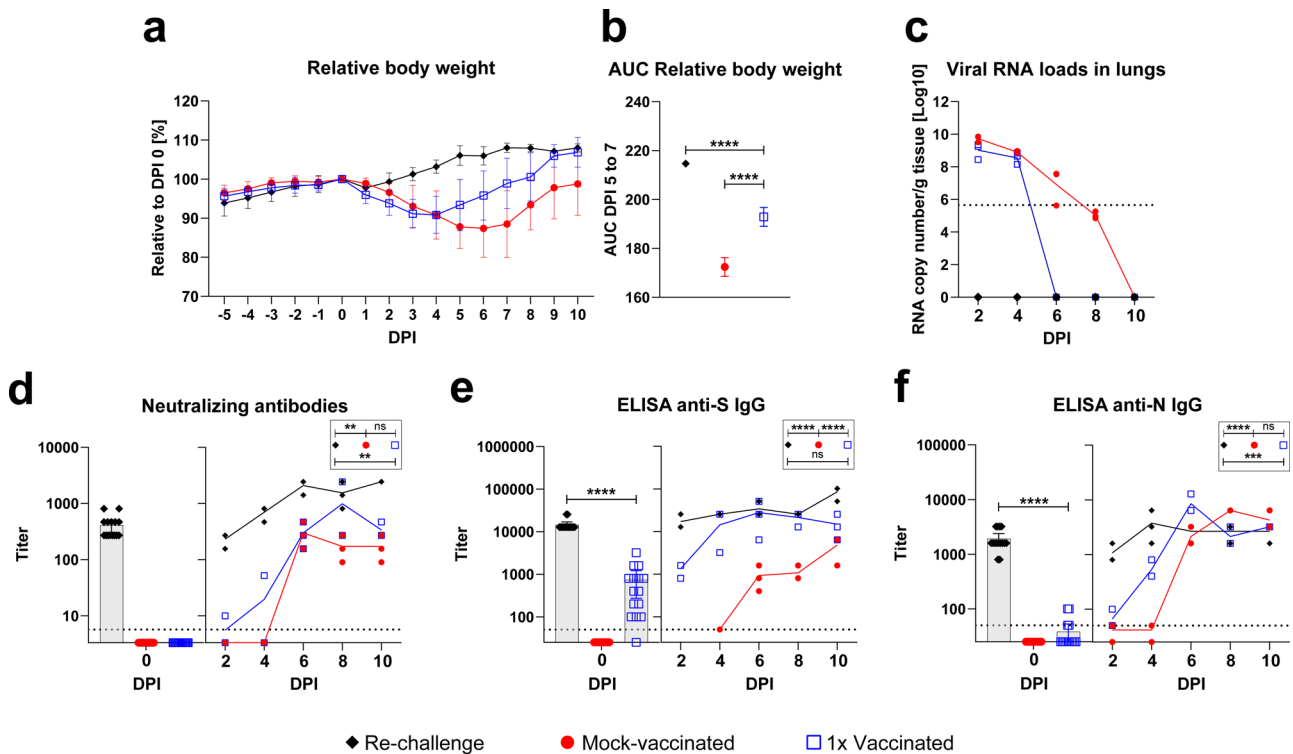 a
b
c
Relative body weight
AUC Relative body weight
Viral RNA loads in lungs
Relative to DPI 0 [%]
120
110
100
90
80
70
-5 -4 -3 -2 -1 0 1 2 3 4 5 6 7 8 9 10
DPI
AUC DPI 5 to 7
240
220
200
180
160
****
****
RNA copy number/g tissue [Log10]
12
10
8
6
4
2
0
2 4 6 8 10
DPI
d
e
f
Neutralizing antibodies
ELISA anti-S IgG
ELISA anti-N IgG
Titer
10000
1000
100
10
** ns
**
0
DPI
2 4 6 8 10
DPI
Titer
1000000
100000
10000
1000
100
****
**** ****
ns
0
DPI
2 4 6 8 10
DPI
Titer
100000
10000
1000
100
****
**** ns
***
0
DPI
2 4 6 8 10
DPI
Re-challenge
Mock-vaccinated
1x Vaccinated